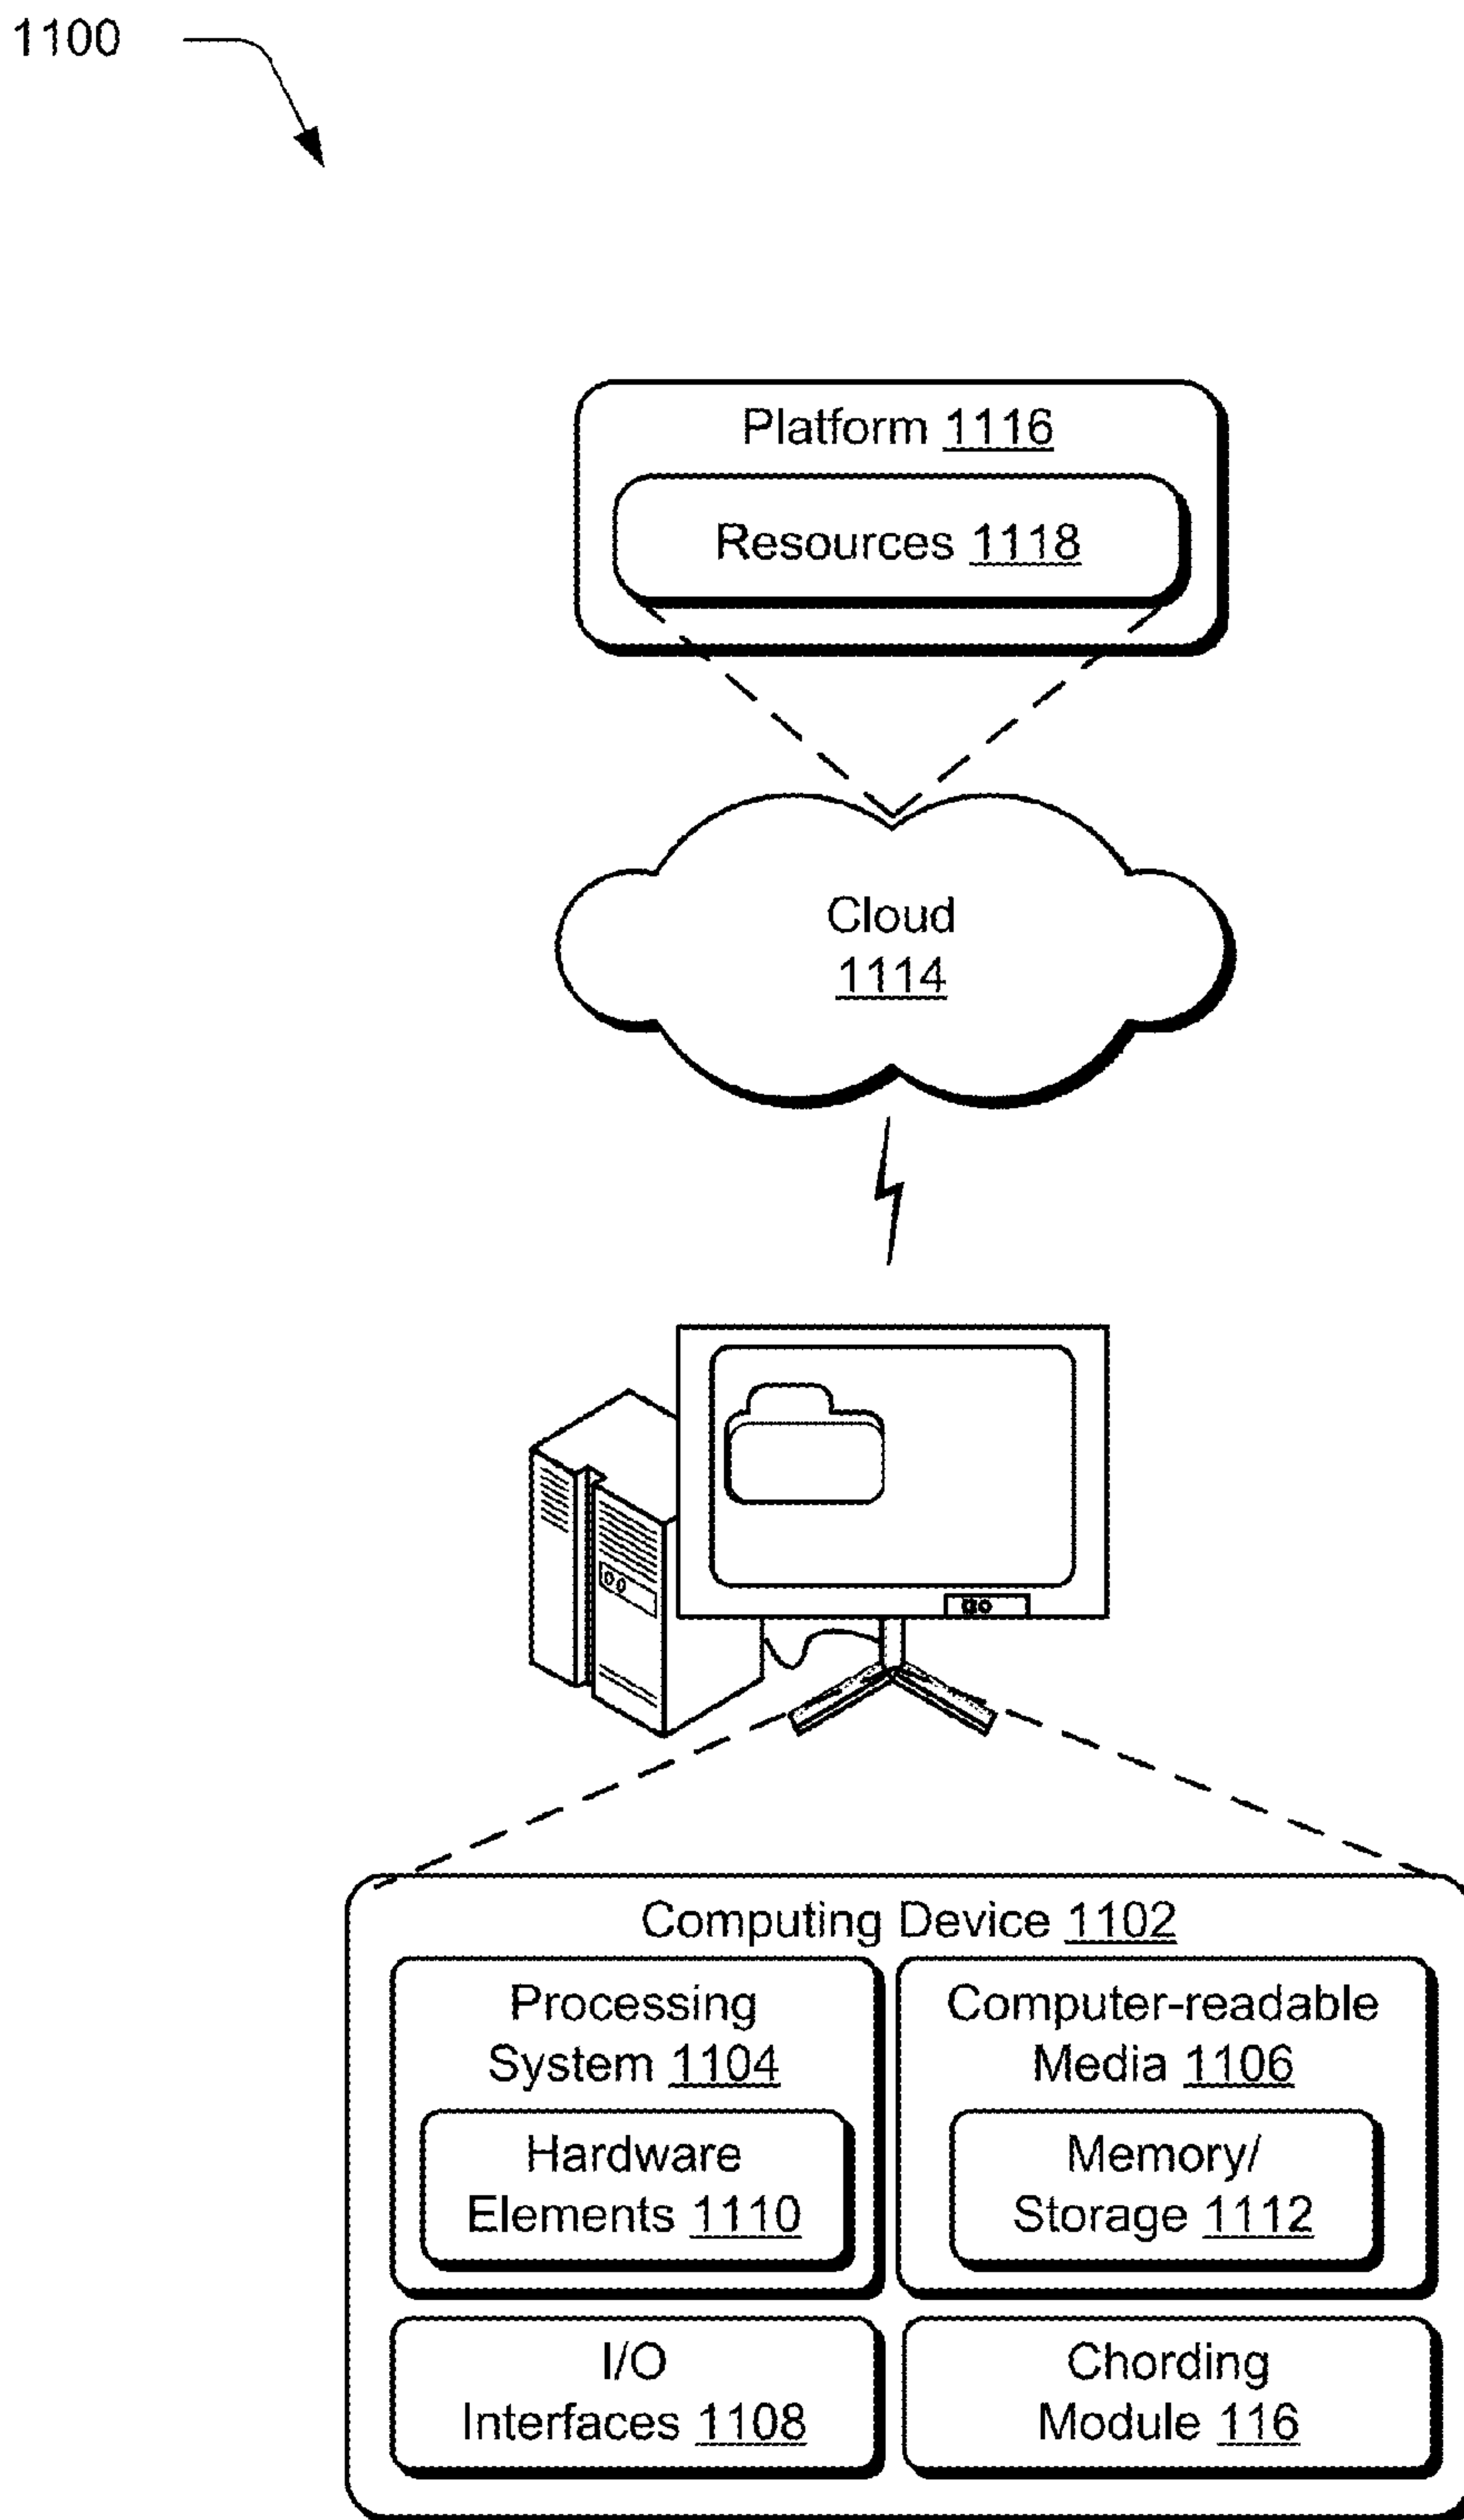 1100
Platform 1116
Resources 1118
Cloud
1114
Computing Device 1102
Processing
System 1104
Hardware
Elements 1110
Computer-readable
Media 1106
Memory/
Storage 1112
I/O
Interfaces 1108
Chording
Module 116